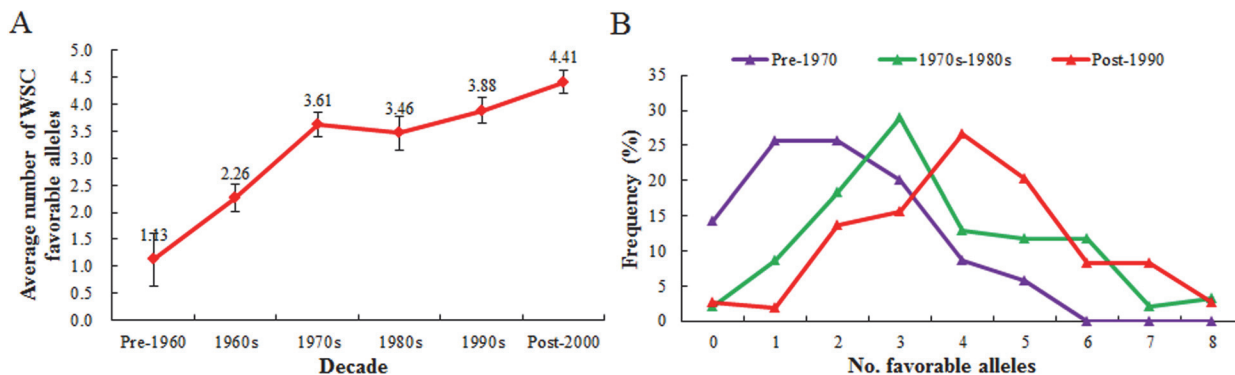 A
Average number of WSC
favorable alleles
5.0
4.5
4.0
3.5
3.0
2.5
2.0
1.5
1.0
0.5
0.0
1.13
2.26
3.61
3.46
3.88
4.41
Pre-1960 1960s 1970s 1980s 1990s Post-2000
Decade
B
Pre-1970 1970s-1980s Post-1990
Frequency (%)
35
30
25
20
15
10
5
0
0 1 2 3 4 5 6 7 8
No. favorable alleles